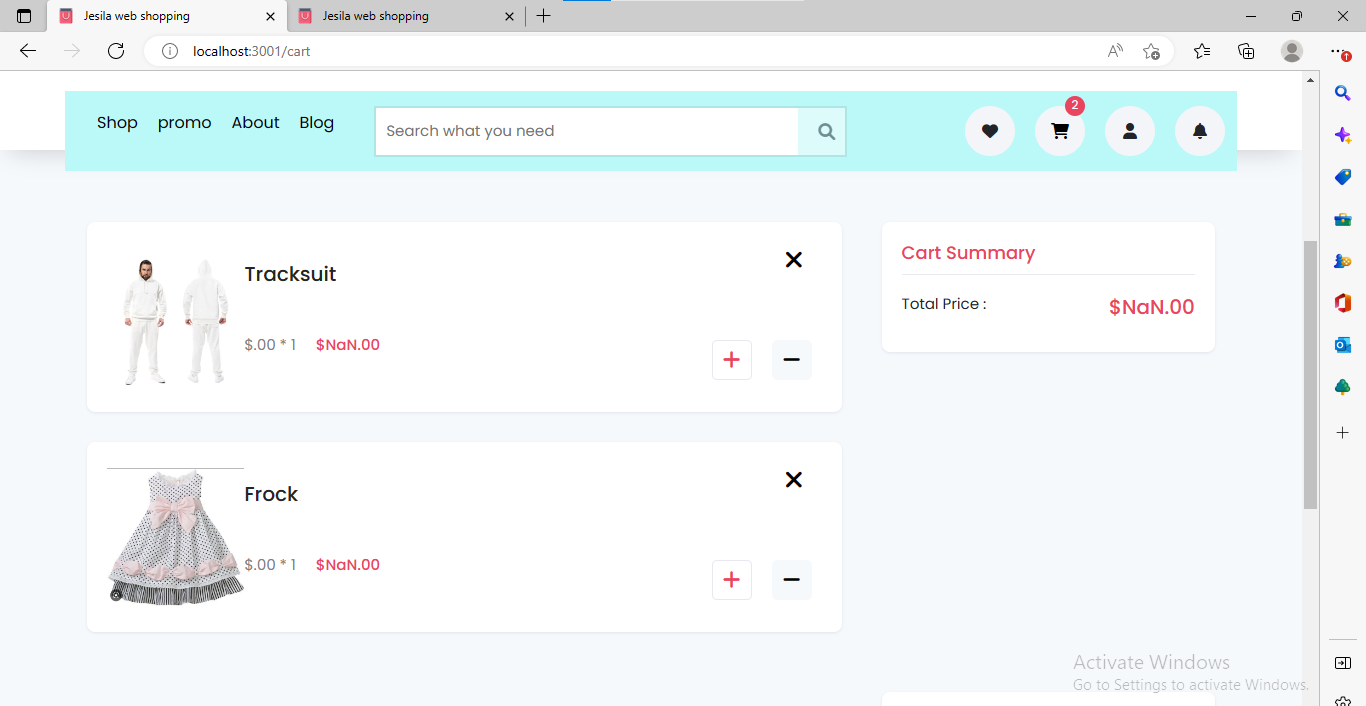 Jesila web shopping
Jesila web shopping
localhost:3001/cart
Shop promo About Blog
Search what you need
2
Tracksuit
$.00 * 1 $NaN.00
Cart Summary
Total Price : $NaN.00
Frock
$.00 * 1 $NaN.00
Activate Windows
Go to Settings to activate Windows.